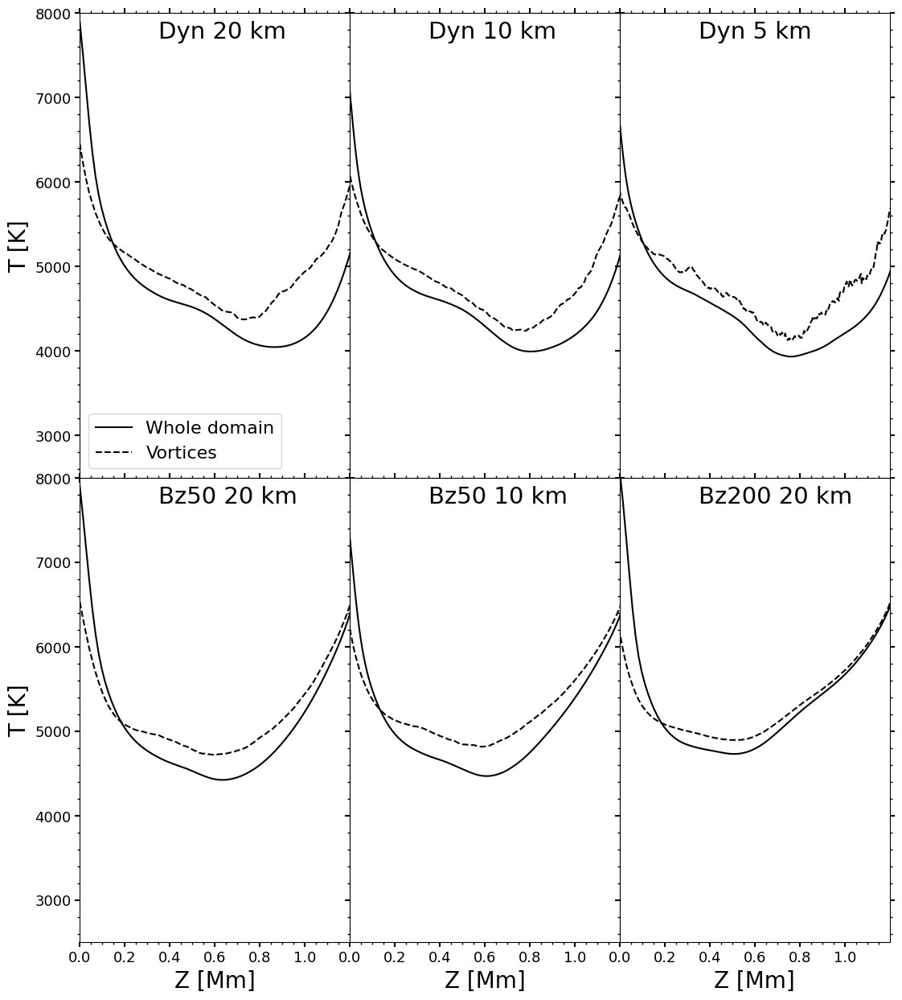 Dyn 20 km
Dyn 10 km
Dyn 5 km
8000
7000
6000
5000
4000
3000
T [K]
Whole domain
Vortices
Bz50 20 km
Bz50 10 km
Bz200 20 km
8000
7000
6000
5000
4000
3000
T [K]
0.0 0.2 0.4 0.6 0.8 1.0 0.0 0.2 0.4 0.6 0.8 1.0 0.0 0.2 0.4 0.6 0.8 1.0
Z [Mm] Z [Mm] Z [Mm]